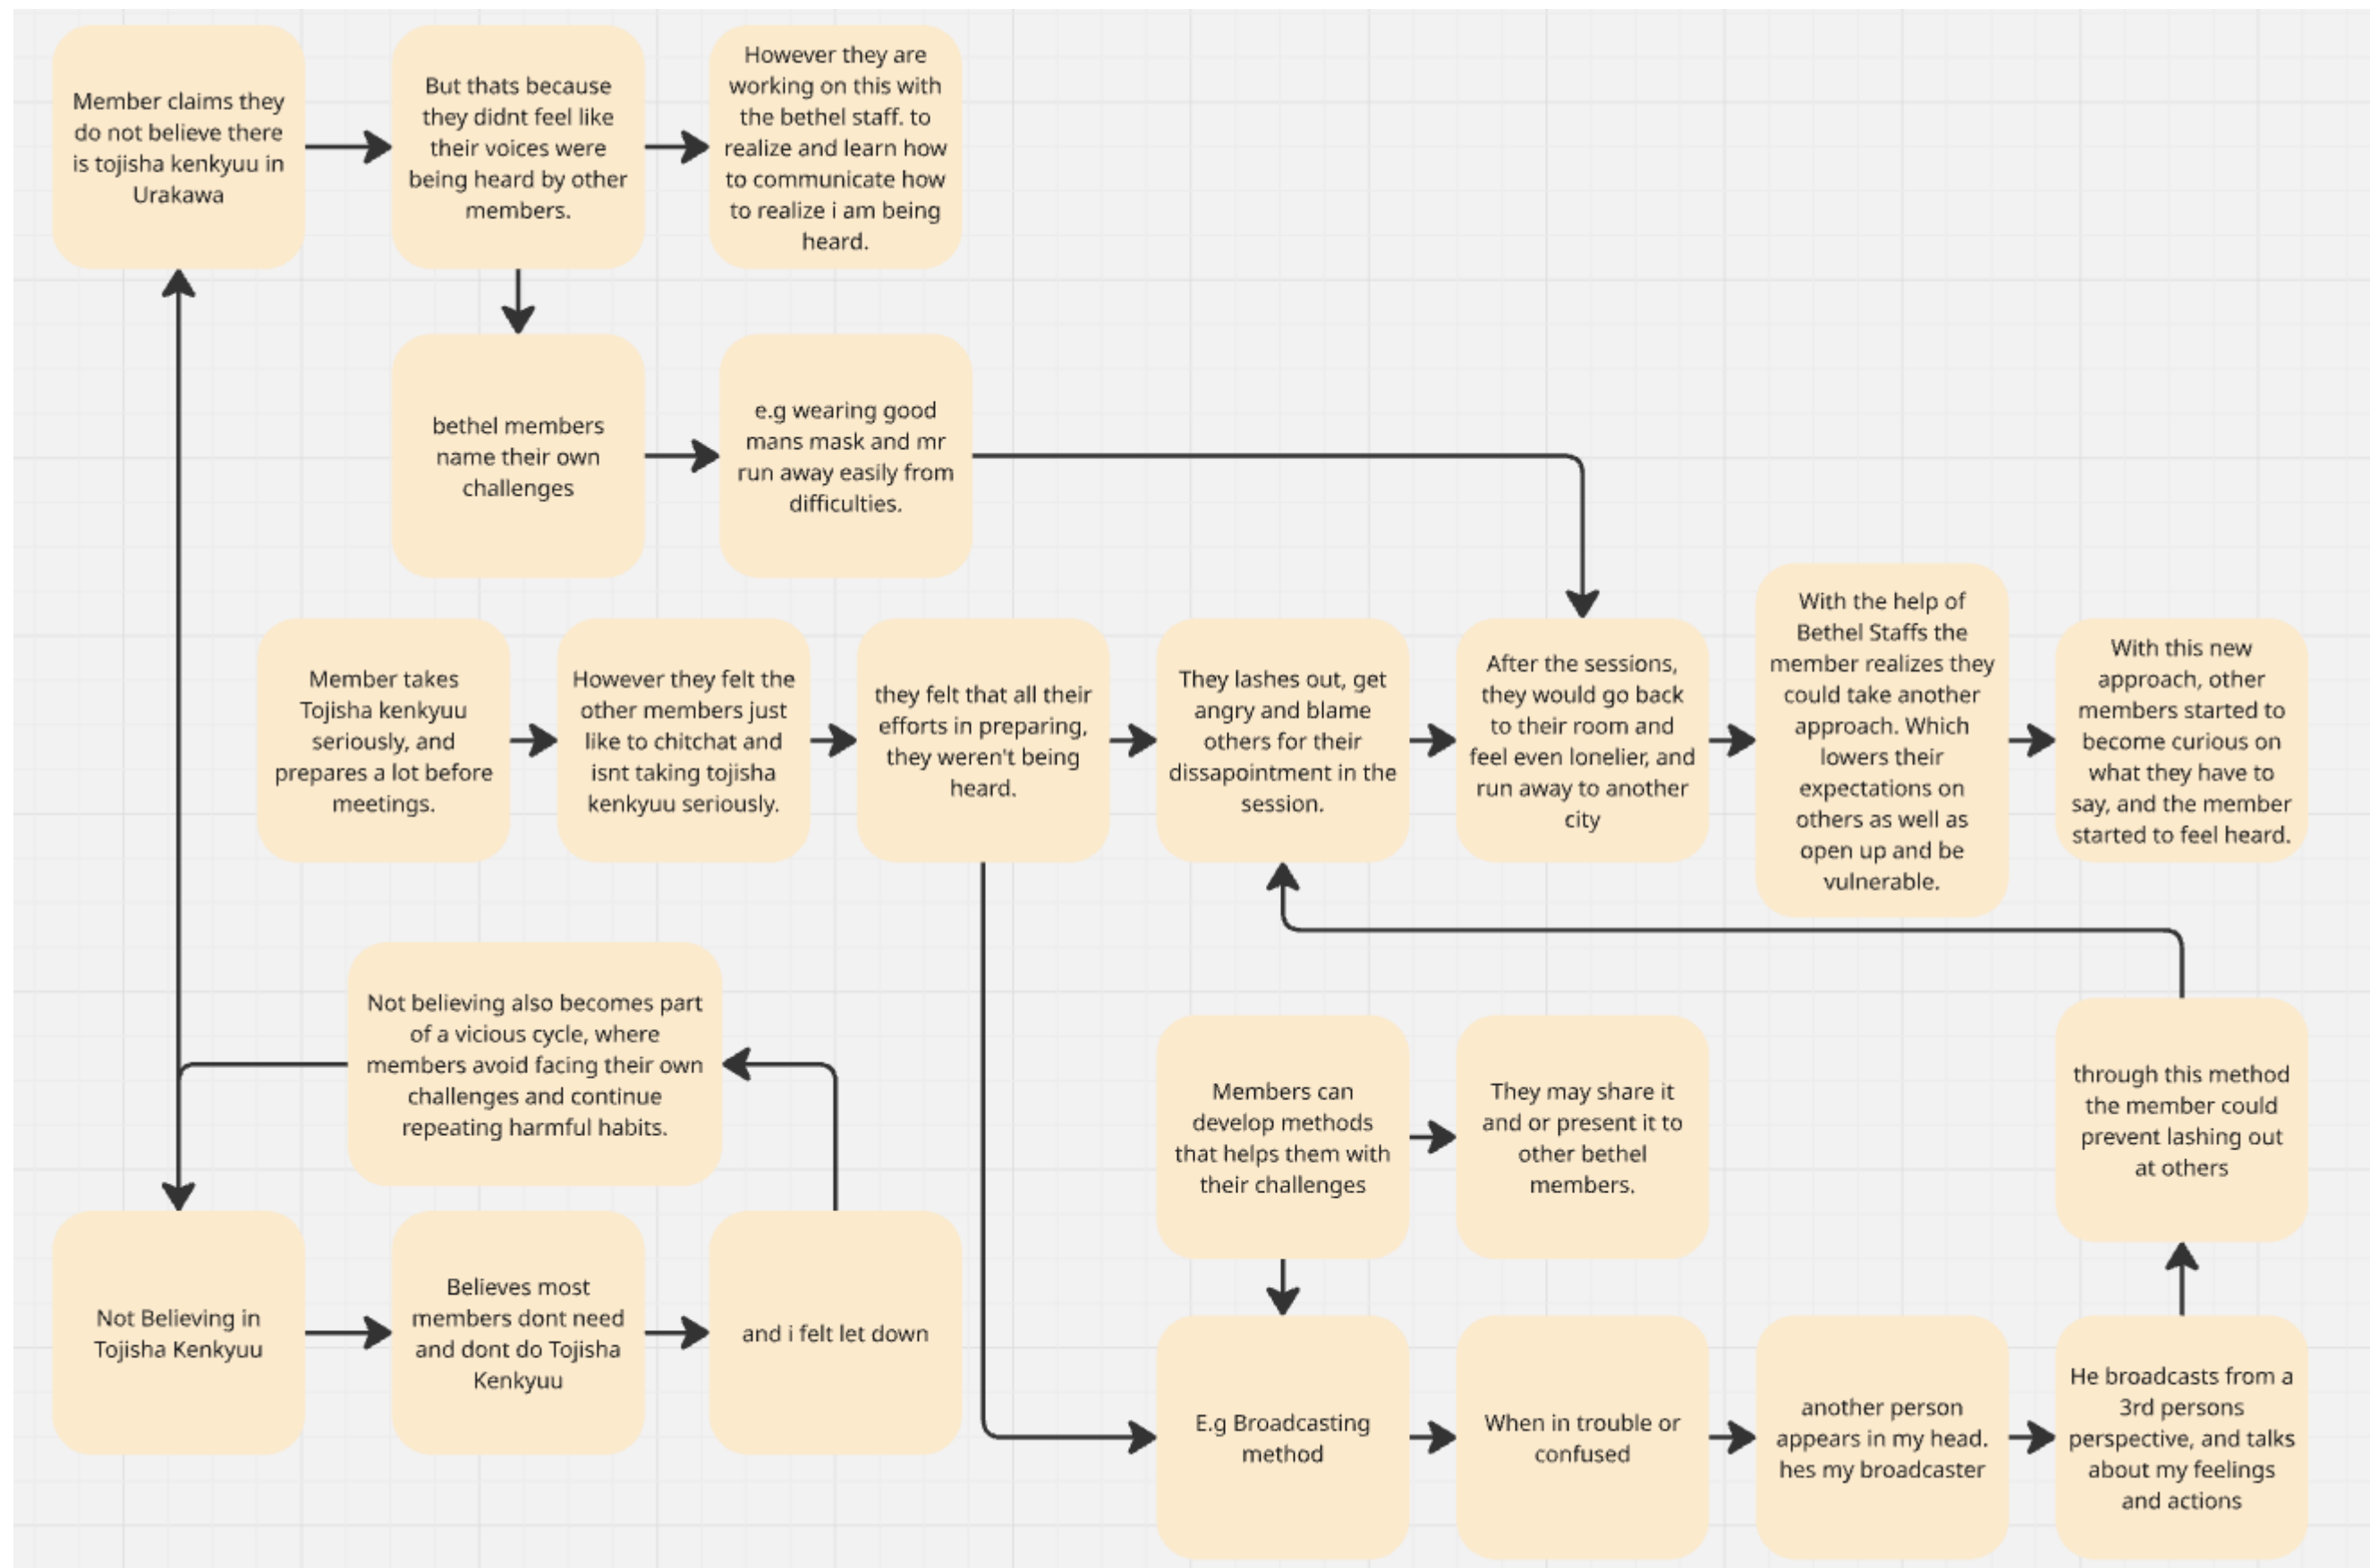 Member claims they
do not believe there
is tojisha kenkyuu in
Urakawa
But thats because
they didnt feel like
their voices were
being heard by other
members.
However they are
working on this with
the bethel staff. to
realize and learn how
to communicate how
to realize i am being
heard.
bethel members
name their own
challenges
e.g wearing good
mans mask and mr
run away easily from
difficulties.
Member takes
Tojisha kenkyuu
seriously, and
prepares a lot before
meetings.
However they felt the
other members just
like to chitchat and
isnt taking tojisha
kenkyuu seriously.
they felt that all their
efforts in preparing,
they weren't being
heard.
They lashes out, get
angry and blame
others for their
dissapointment in the
session.
After the sessions,
they would go back
to their room and
feel even lonelier, and
run away to another
city
With the help of
Bethel Staffs the
member realizes they
could take another
approach. Which
lowers their
expectations on
others as well as
open up and be
vulnerable.
With this new
approach, other
members started to
become curious on
what they have to
say, and the member
started to feel heard.
Not believing also becomes part
of a vicious cycle, where
members avoid facing their own
challenges and continue
repeating harmful habits.
Members can
develop methods
that helps them with
their challenges
They may share it
and or present it to
other bethel
members.
through this method
the member could
prevent lashing out
at others
Not Believing in
Tojisha Kenkyuu
Believes most
members dont need
and dont do Tojisha
Kenkyuu
and i felt let down
E.g Broadcasting
method
When in trouble or
confused
another person
appears in my head.
hes my broadcaster
He broadcasts from a
3rd persons
perspective, and talks
about my feelings
and actions